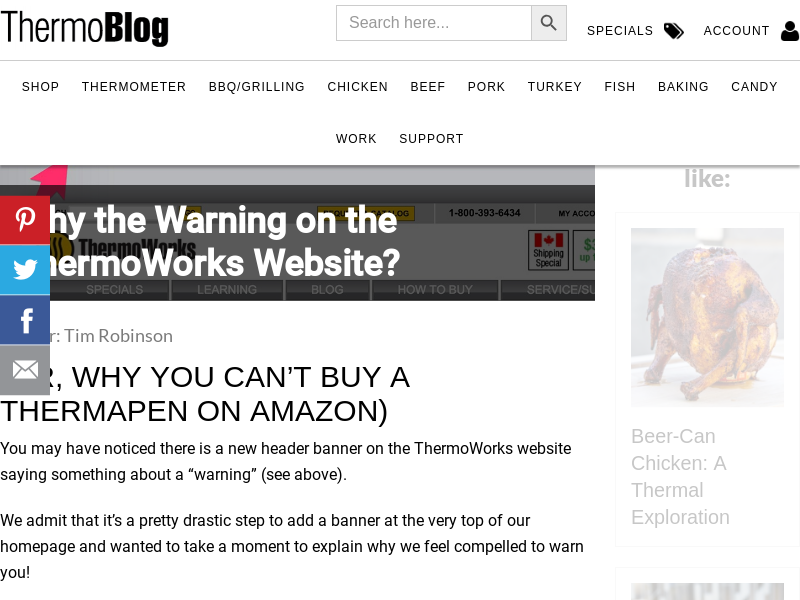 ThermoBlog
Search here...
SPECIALS
ACCOUNT
SHOP THERMOMETER BBQ/GRILLING CHICKEN BEEF PORK TURKEY FISH BAKING CANDY
WORK SUPPORT
like:
hy the Warning on the
ermoWorks Website?
1-800-393-6434
MY ACCO
ThermoWorks
Shipping
Special
SPECIALS LEARNING BLOG HOW TO BUY SERVICE/SU
r: Tim Robinson
R, WHY YOU CAN’T BUY A
THERMAPEN ON AMAZON)
You may have noticed there is a new header banner on the ThermoWorks website
saying something about a “warning” (see above).
We admit that it’s a pretty drastic step to add a banner at the very top of our
homepage and wanted to take a moment to explain why we feel compelled to warn
you!
Beer-Can
Chicken: A
Thermal
Exploration